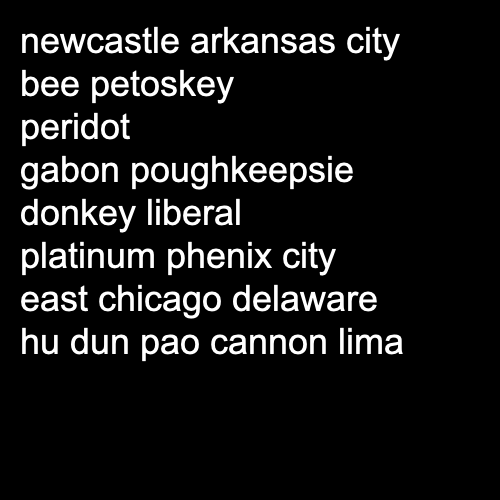 newcastle arkansas city
bee petoskey
peridot
gabon poughkeepsie
donkey liberal
platinum phenix city
east chicago delaware
hu dun pao cannon lima